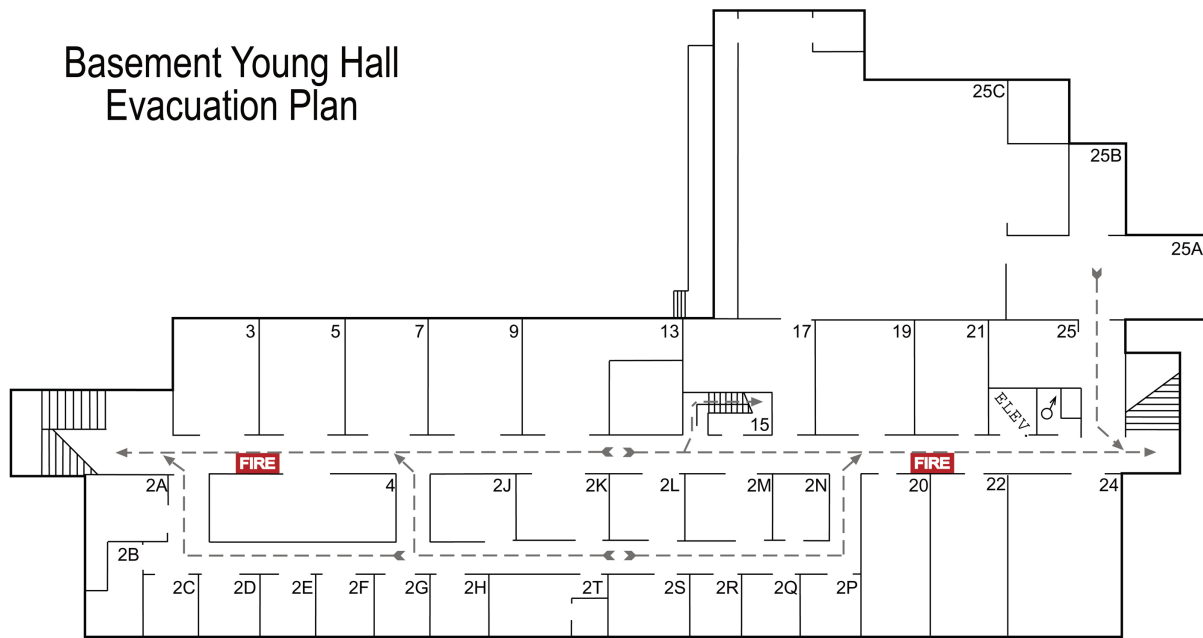 Basement Young Hall
Evacuation Plan
25C
25B
25A
3
5
7
9
13
17
19
21
25
ELEV.
15
FIRE
FIRE
2A
4
2J
2K
2L
2M
2N
20
22
24
2B
2C
2D
2E
2F
2G
2H
2T
2S
2R
2Q
2P